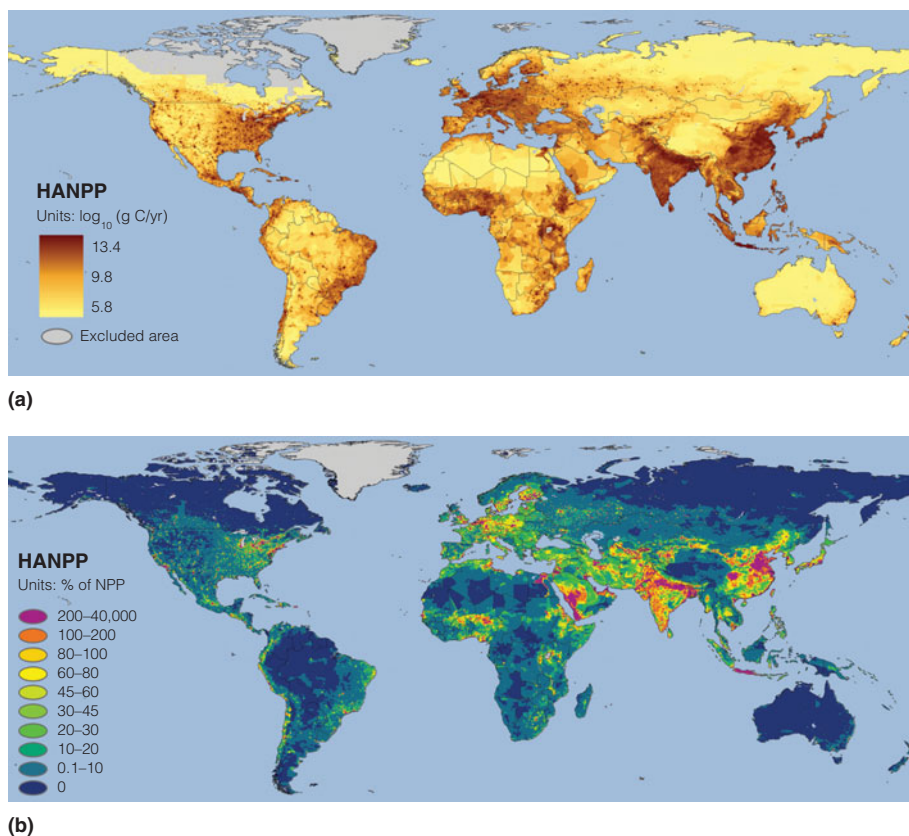 HANPP
Units: log10 (g C/yr)
13.4
9.8
5.8
Excluded area
(a)
HANPP
Units: % of NPP
200–40,000
100–200
80–100
60–80
45–60
30–45
20–30
10–20
0.1–10
0
(b)